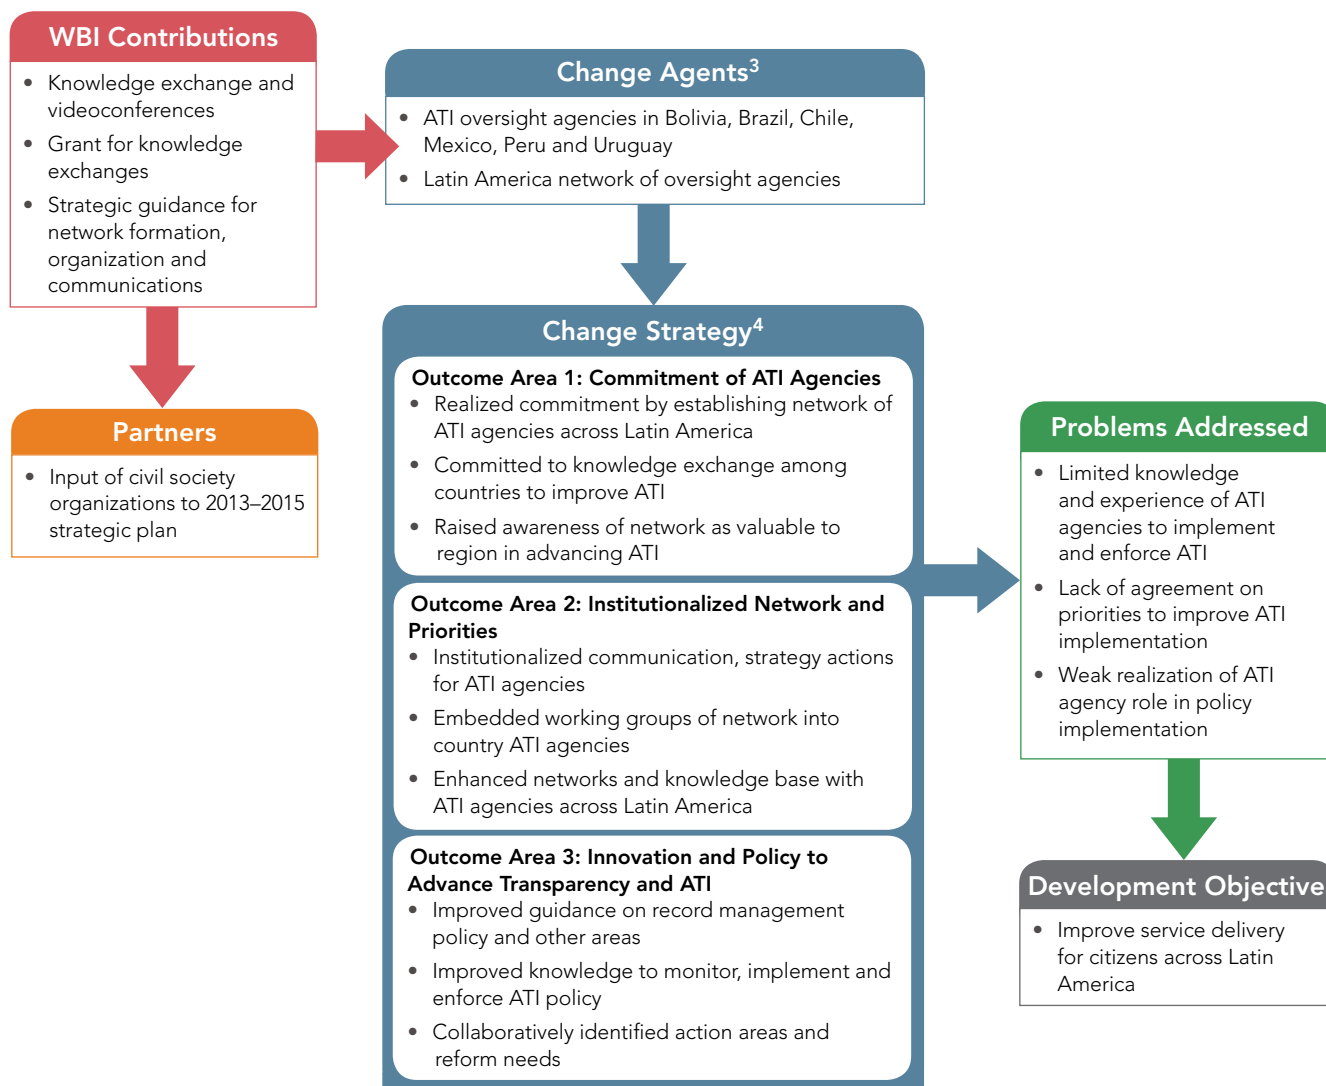 WBI Contributions
• Knowledge exchange and
videoconferences
• Grant for knowledge
exchanges
• Strategic guidance for
network formation,
organization and
communications
Change Agents³
• ATI oversight agencies in Bolivia, Brazil, Chile,
Mexico, Peru and Uruguay
• Latin America network of oversight agencies
Partners
• Input of civil society
organizations to 2013–2015
strategic plan
Change Strategy⁴
Outcome Area 1: Commitment of ATI Agencies
• Realized commitment by establishing network of
ATI agencies across Latin America
• Committed to knowledge exchange among
countries to improve ATI
• Raised awareness of network as valuable to
region in advancing ATI
Outcome Area 2: Institutionalized Network and
Priorities
• Institutionalized communication, strategy actions
for ATI agencies
• Embedded working groups of network into
country ATI agencies
• Enhanced networks and knowledge base with
ATI agencies across Latin America
Outcome Area 3: Innovation and Policy to
Advance Transparency and ATI
• Improved guidance on record management
policy and other areas
• Improved knowledge to monitor, implement and
enforce ATI policy
• Collaboratively identified action areas and
reform needs
Problems Addressed
• Limited knowledge
and experience of ATI
agencies to implement
and enforce ATI
• Lack of agreement on
priorities to improve ATI
implementation
• Weak realization of ATI
agency role in policy
implementation
Development Objective
• Improve service delivery
for citizens across Latin
America